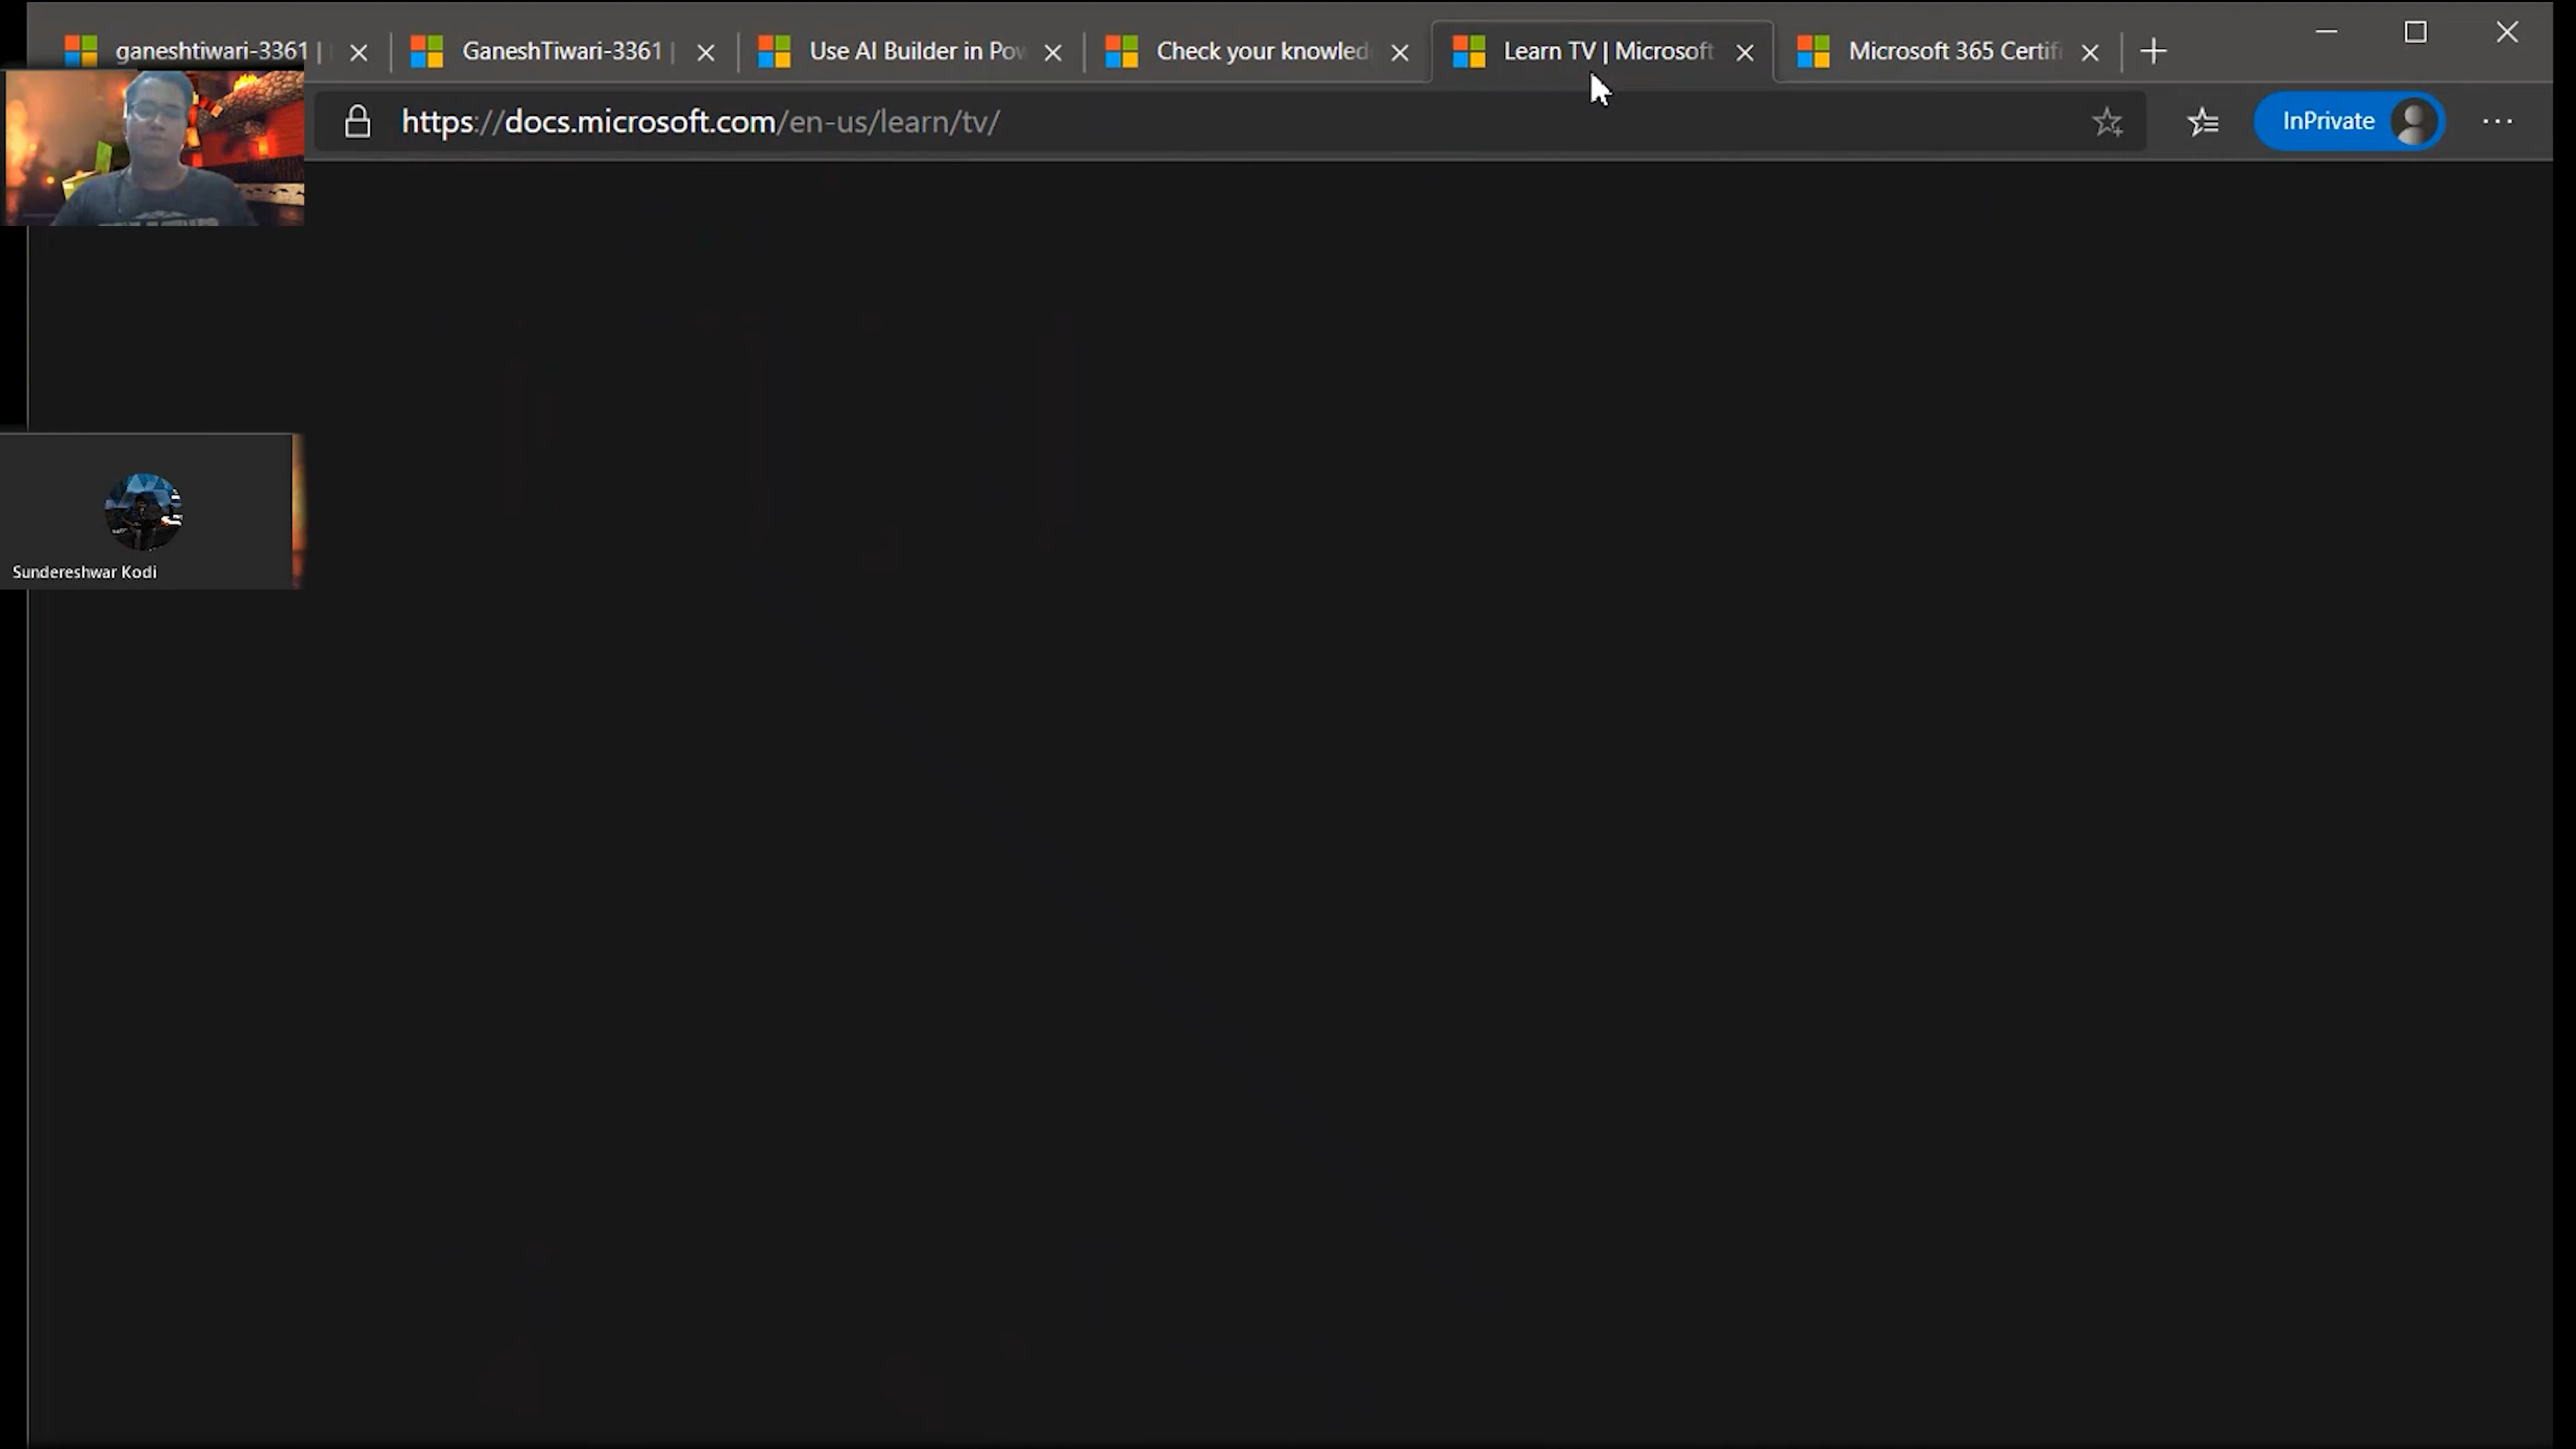 ganeshtiwari-3361 |
GaneshTiwari-3361 |
Use AI Builder in Pow
Check your knowled
Learn TV | Microsoft
Microsoft 365 Certifi
https://docs.microsoft.com/en-us/learn/tv/
InPrivate
Sundereshwar Kodi